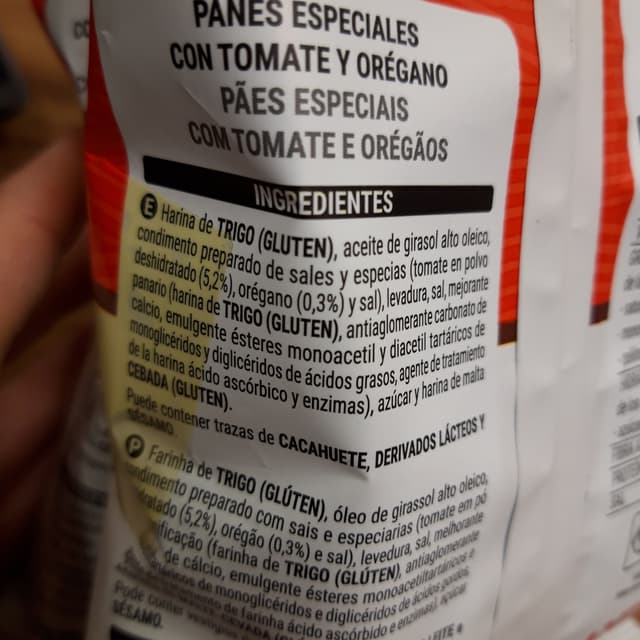 PANES ESPECIALES
CON TOMATE Y ORÉGANO
PÃES ESPECIAIS
COM TOMATE E ORÉGÃOS
INGREDIENTES
E Harina de TRIGO (GLUTEN), aceite de girasol alto oleico,
condimento preparado de sales y especias (tomate en polvo
deshidratado (5,2%), orégano (0,3%) y sal), levadura, sal, mejorante
panario (harina de TRIGO (GLUTEN), antiaglomerante carbonato de
calcio, emulgente ésteres monoacetil y diacetil tartáricos de
monoglicéridos y diglicéridos de ácidos grasos, agente de tratamiento
de la harina ácido ascórbico y enzimas), azúcar y harina de malta
CEBADA (GLUTEN).
Puede contener trazas de CACAHUETE, DERIVADOS LÁCTEOS Y
SÉSAMO.
P Farinha de TRIGO (GLÚTEN), óleo de girassol alto oleico,
condimento preparado com sais e especiarias (tomate em pó
(5,2%), orégão (0,3%) e sal), levedura, sal, melhorante
(farinha de TRIGO (GLÚTEN), antiaglomerante
de cálcio, emulgente ésteres monoacetiltartáricos e
de monoglicéridos e diglicéridos de ácidos gordos,
de farinha ácido ascórbico e enzimas), açúcar
Pode conter
SÉSAMO.